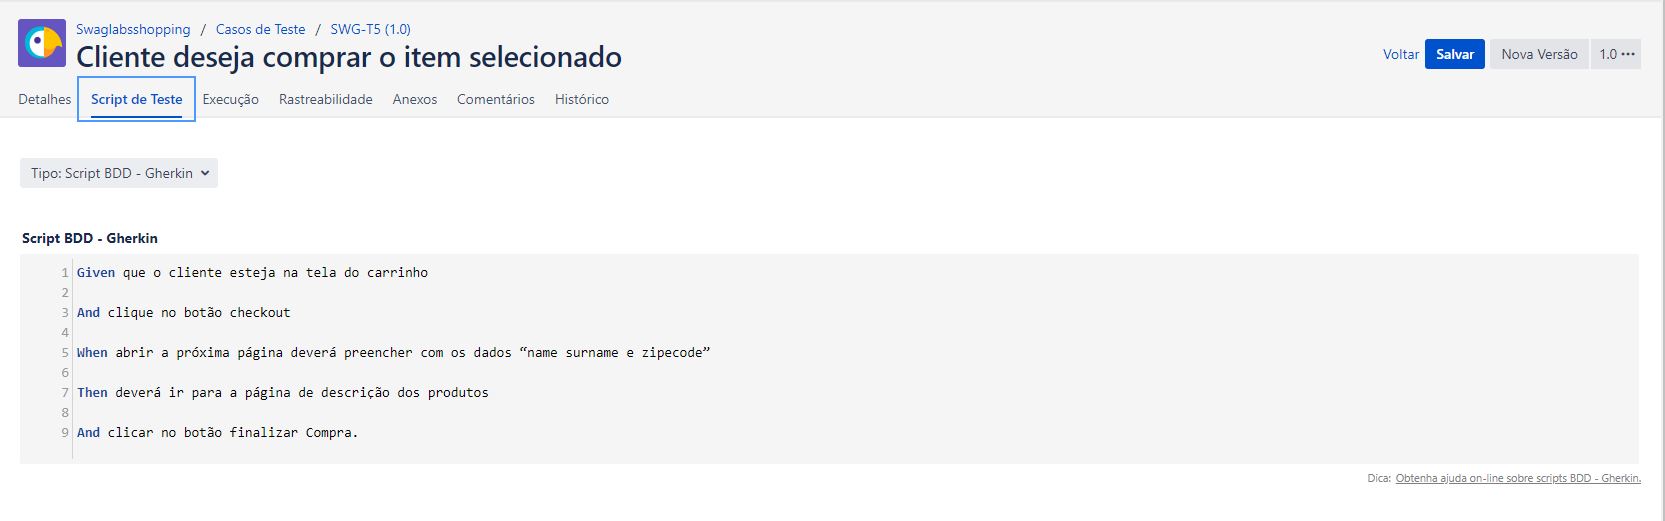 Swaglabsshopping / Casos de Teste / SWG-T5 (1.0)
Cliente deseja comprar o item selecionado
Voltar Salvar Nova Versão 1.0 •••
Detalhes Script de Teste Execução Rastreabilidade Anexos Comentários Histórico
Tipo: Script BDD - Gherkin
Script BDD - Gherkin
1 Given que o cliente esteja na tela do carrinho
2
3 And clique no botão checkout
4
5 When abrir a próxima página deverá preencher com os dados “name surname e zipecode”
6
7 Then deverá ir para a página de descrição dos produtos
8
9 And clicar no botão finalizar Compra.
Dica: Obtenha ajuda on-line sobre scripts BDD - Gherkin.